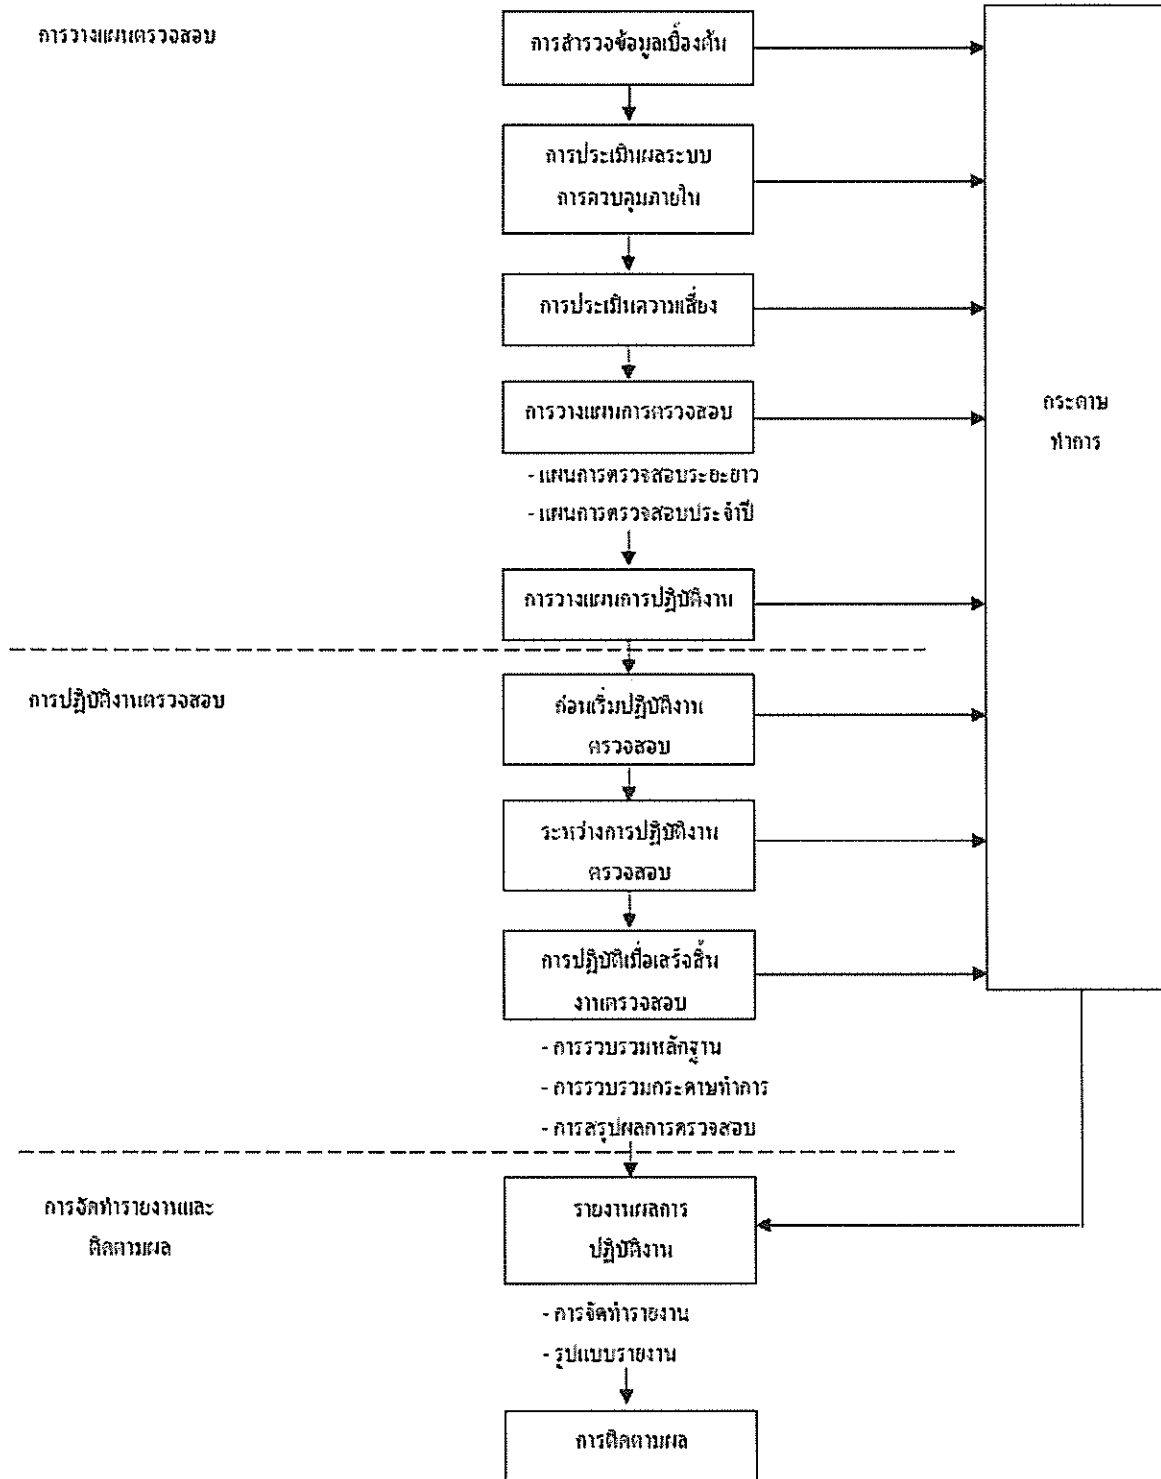 การวางแผนตรวจสอบ
การสำรวจข้อมูลเบื้องต้น
การประเมินผลระบบ
การควบคุมภายใน
การประเมินความเสี่ยง
การวางแผนการตรวจสอบ
- แผนการตรวจสอบระยะยาว
- แผนการตรวจสอบประจำปี
การวางแผนการปฏิบัติงาน
กระดาษ
ทำการ
การปฏิบัติงานตรวจสอบ
ก่อนเริ่มปฏิบัติงาน
ตรวจสอบ
ระหว่างการปฏิบัติงาน
ตรวจสอบ
การปฏิบัติเมื่อเสร็จสิ้น
งานตรวจสอบ
- การรวบรวมหลักฐาน
- การรวบรวมกระดาษทำการ
- การสรุปผลการตรวจสอบ
การจัดทำรายงานและ
ติดตามผล
รายงานผลการ
ปฏิบัติงาน
- การจัดทำรายงาน
- รูปแบบรายงาน
การติดตามผล